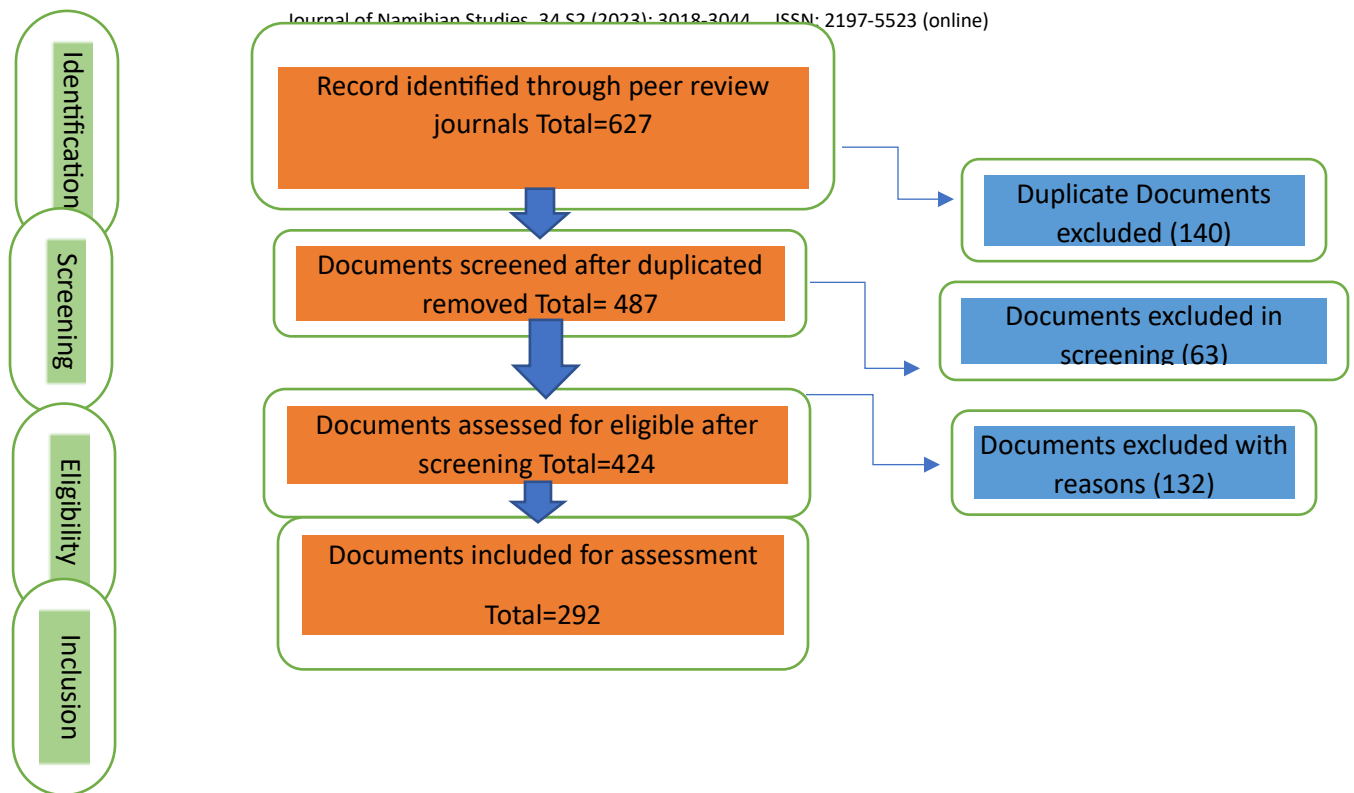 Journal of Namibian Studies, 34 S2 (2023): 3018-3044 ISSN: 2197-5523 (online)
Identification
Record identified through peer review
journals Total=627
Duplicate Documents
excluded (140)
Screening
Documents screened after duplicated
removed Total= 487
Documents excluded in
screening (63)
Eligibility
Documents assessed for eligible after
screening Total=424
Documents excluded with
reasons (132)
Inclusion
Documents included for assessment
Total=292